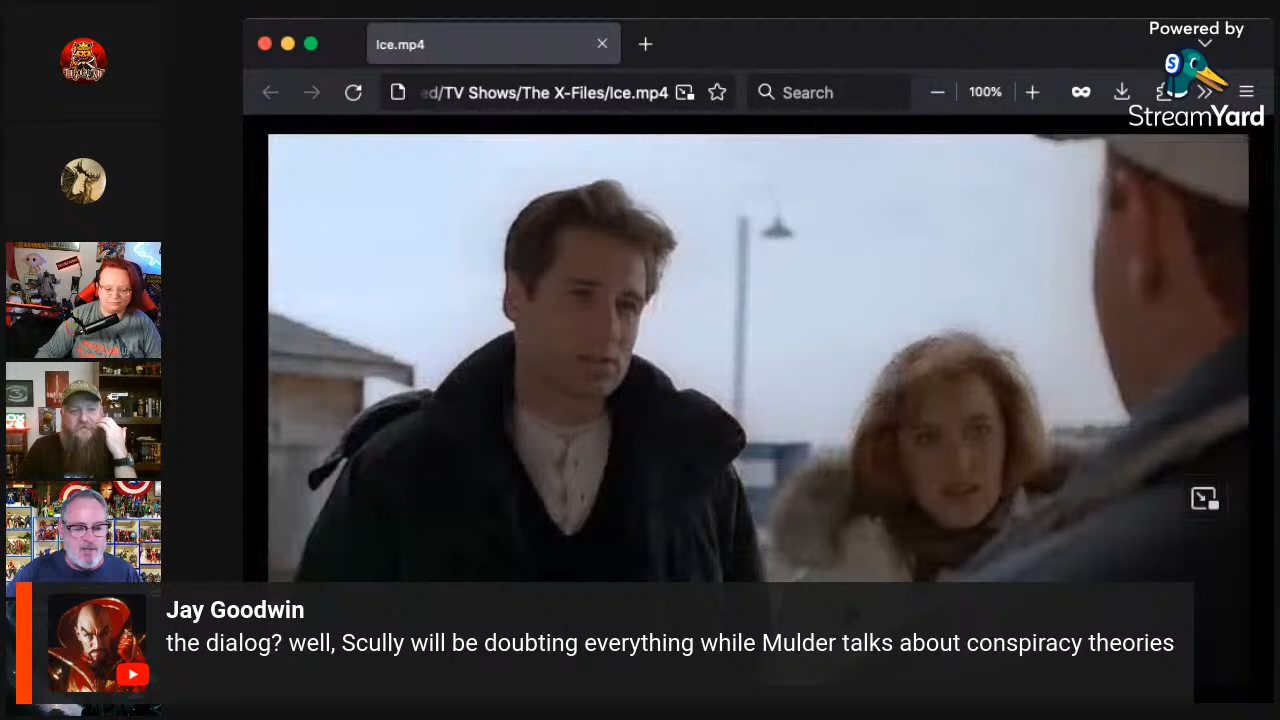 Powered by
Ice.mp4
ed/TV Shows/The X-Files/Ice.mp4
Search
100%
StreamYard
Jay Goodwin
the dialog? well, Scully will be doubting everything while Mulder talks about conspiracy theories